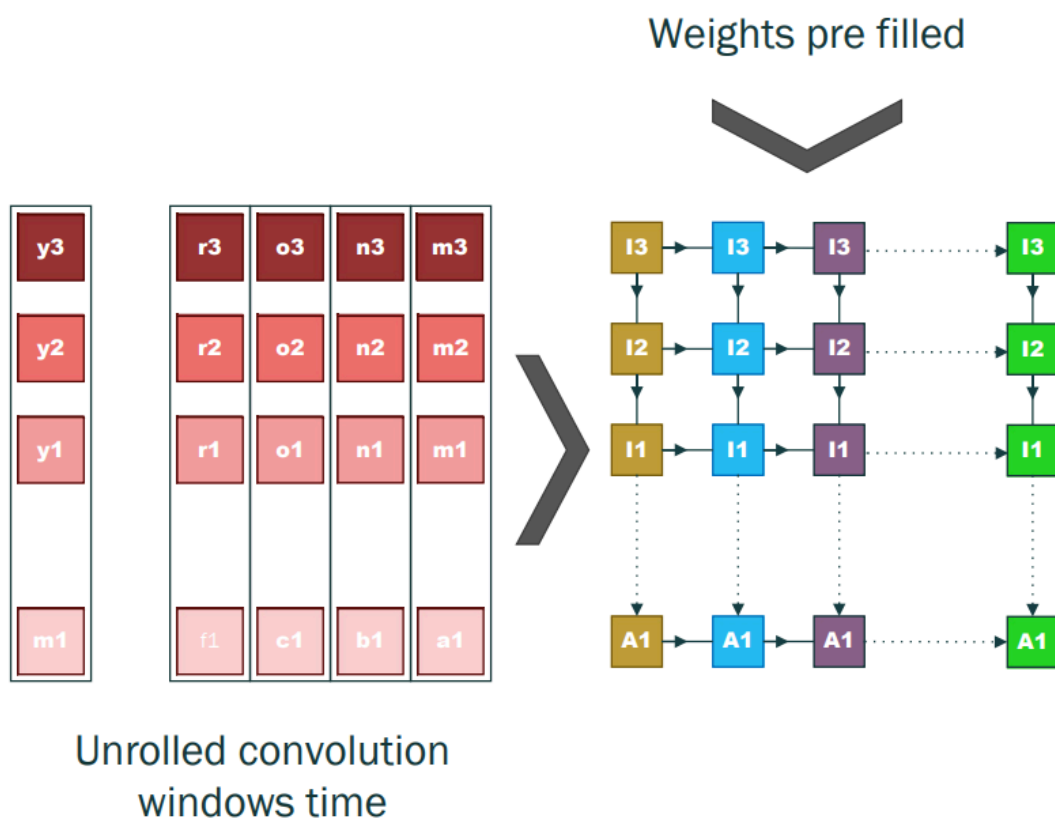 Weights pre filled
y3 r3 o3 n3 m3 I3 I3 I3 I3
y2 r2 o2 n2 m2 I2 I2 I2 I2
y1 r1 o1 n1 m1 I1 I1 I1 I1
m1 f1 c1 b1 a1 A1 A1 A1 A1
Unrolled convolution
windows time